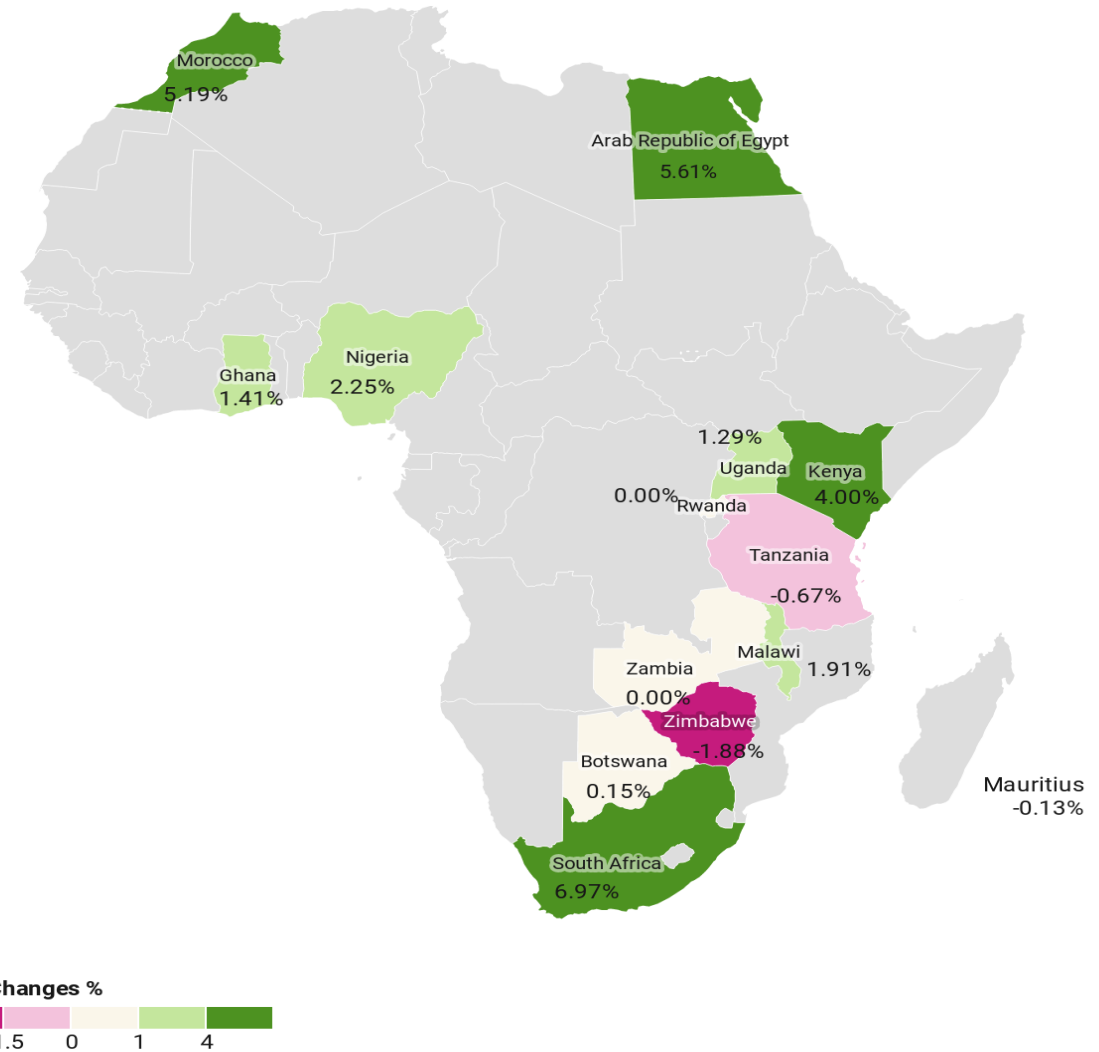 Morocco
5.19%
Arab Republic of Egypt
5.61%
Nigeria
2.25%
Ghana
1.41%
1.29%
Uganda
Kenya
4.00%
0.00%
Rwanda
Tanzania
-0.67%
Malawi
1.91%
Zambia
0.00%
Zimbabwe
-1.88%
Botswana
0.15%
Mauritius
-0.13%
South Africa
6.97%
hanges %
.5 0 1 4